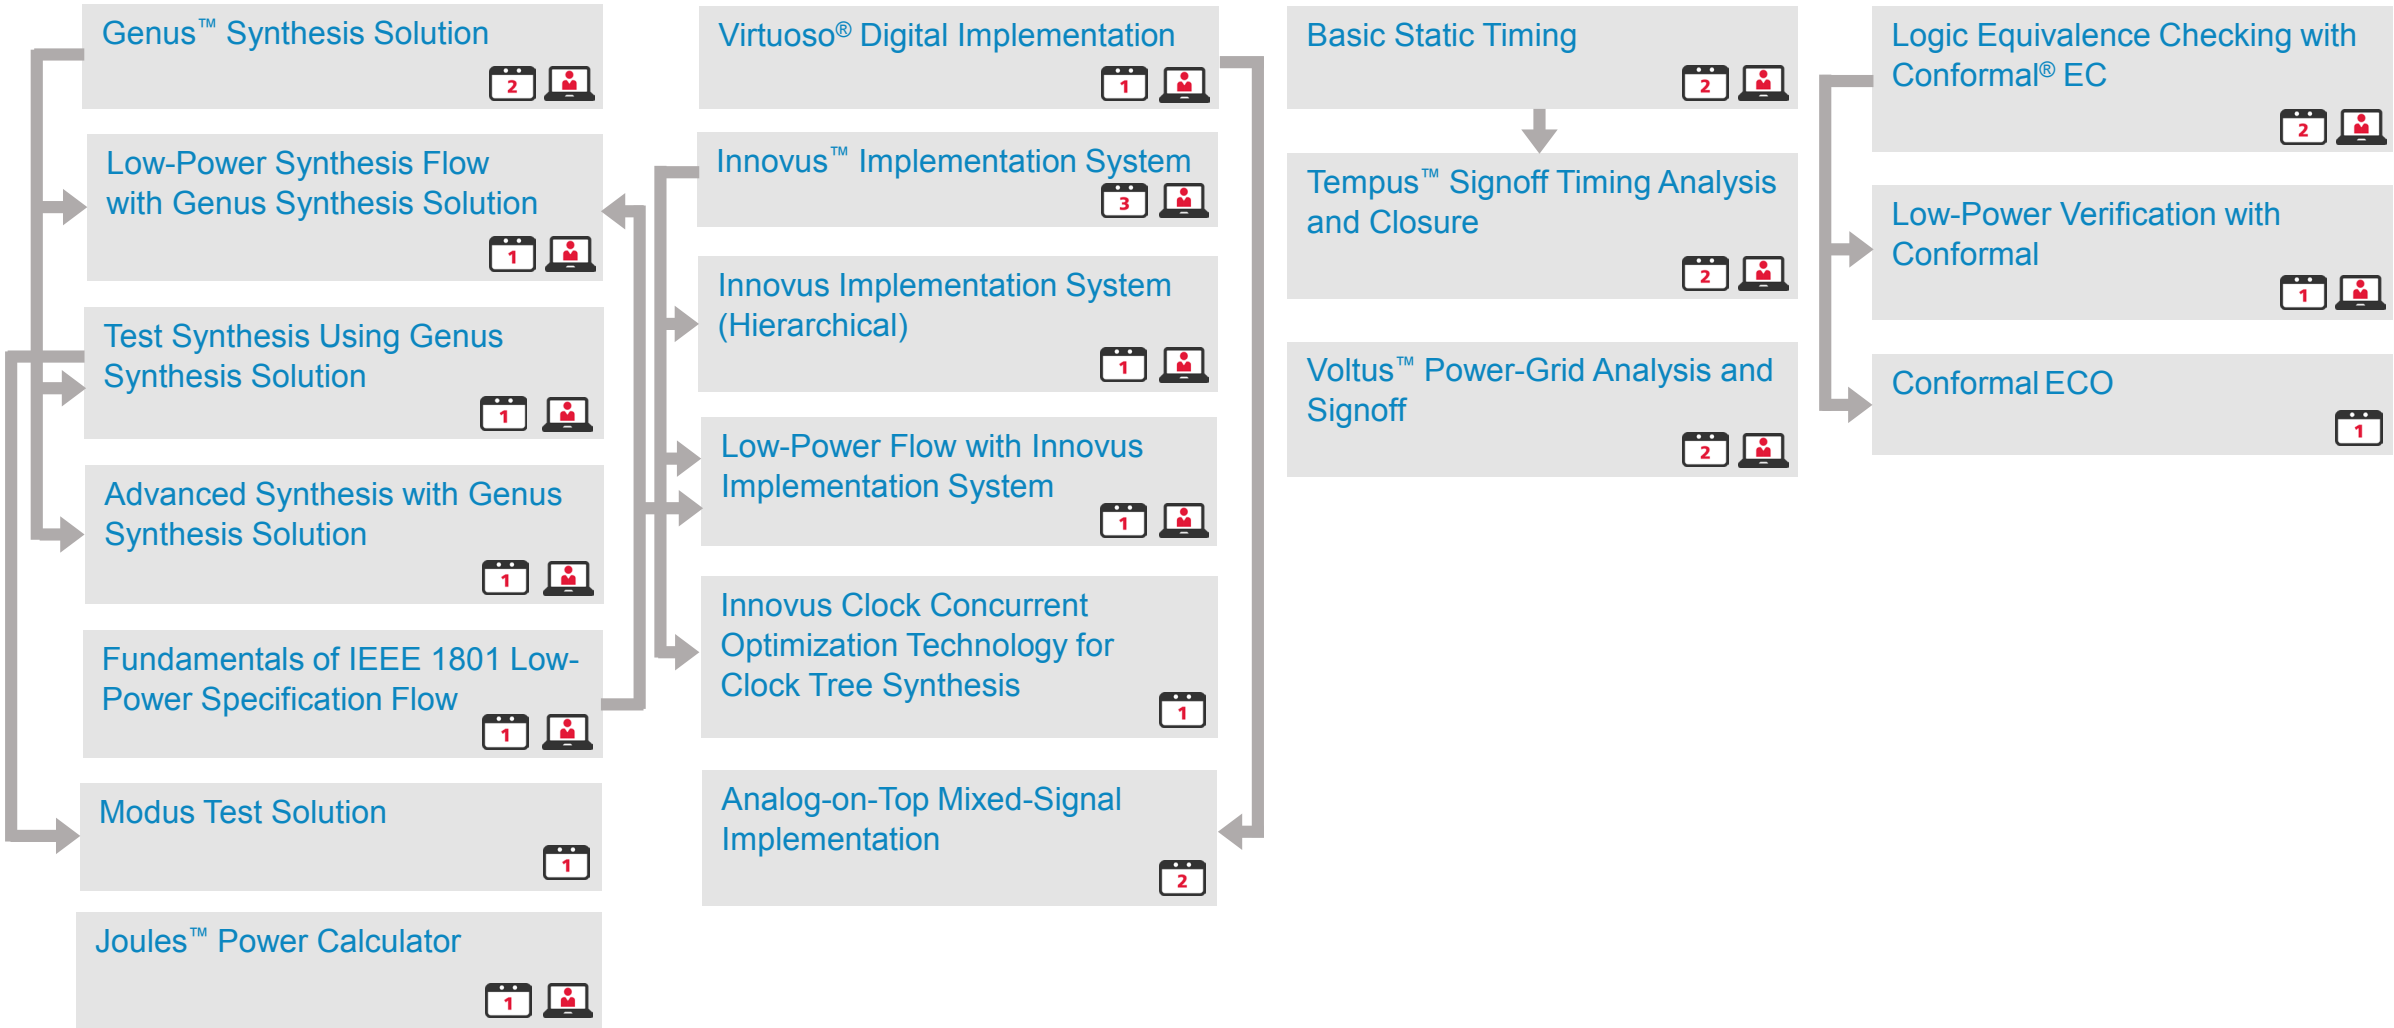 Genus™ Synthesis Solution
2
Low-Power Synthesis Flow
with Genus Synthesis Solution
1
Test Synthesis Using Genus
Synthesis Solution
1
Advanced Synthesis with Genus
Synthesis Solution
1
Fundamentals of IEEE 1801 Low-
Power Specification Flow
1
Modus Test Solution
1
Joules™ Power Calculator
1
Virtuoso® Digital Implementation
1
Innovus™ Implementation System
3
Innovus Implementation System
(Hierarchical)
1
Low-Power Flow with Innovus
Implementation System
1
Innovus Clock Concurrent
Optimization Technology for
Clock Tree Synthesis
1
Analog-on-Top Mixed-Signal
Implementation
2
Basic Static Timing
2
Tempus™ Signoff Timing Analysis
and Closure
2
Voltus™ Power-Grid Analysis and
Signoff
2
Logic Equivalence Checking with
Conformal® EC
2
Low-Power Verification with
Conformal
1
Conformal ECO
1